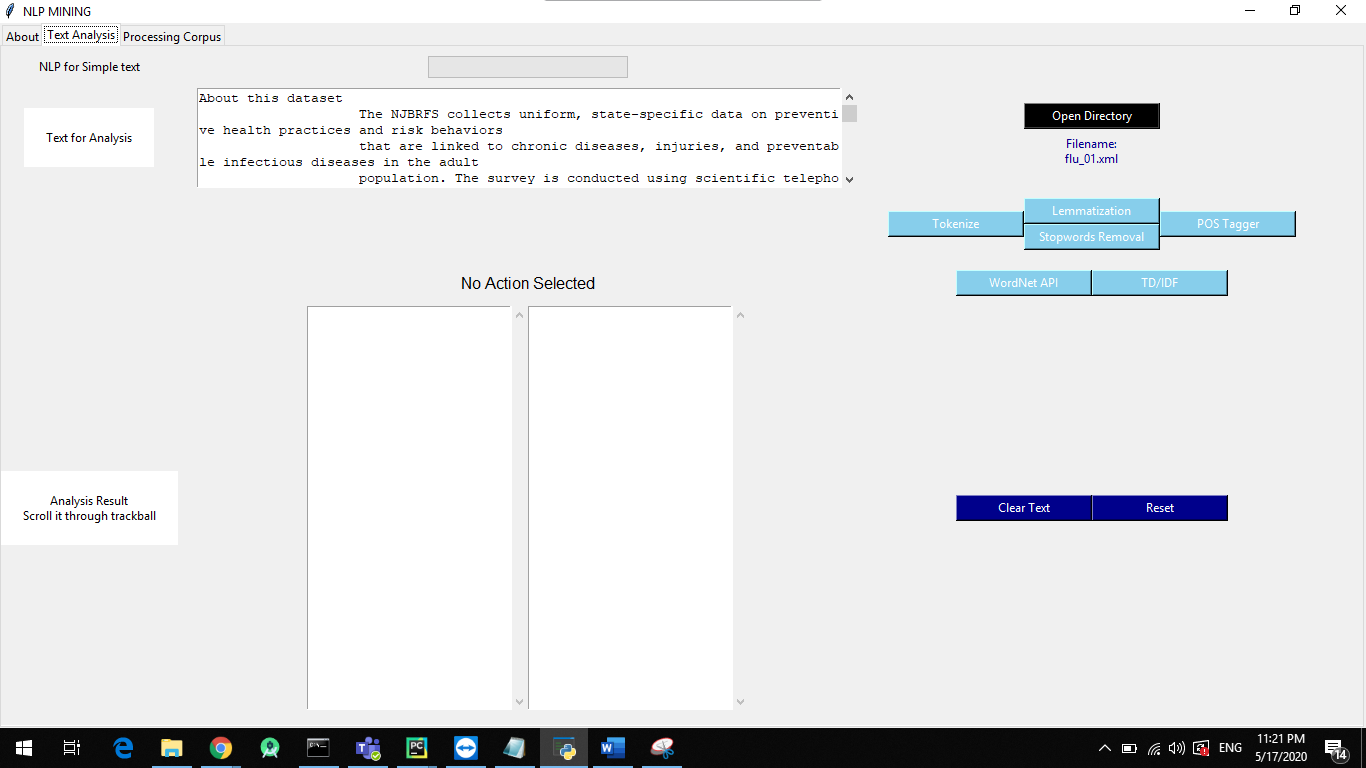 NLP MINING
About Text Analysis Processing Corpus
NLP for Simple text
Text for Analysis
About this dataset
The NJBRFS collects uniform, state-specific data on preventi
ve health practices and risk behaviors
that are linked to chronic diseases, injuries, and preventab
le infectious diseases in the adult
population. The survey is conducted using scientific telepho
Open Directory
Filename:
flu_01.xml
Tokenize
Lemmatization
Stopwords Removal
POS Tagger
WordNet API
TD/IDF
No Action Selected
Analysis Result
Scroll it through trackball
Clear Text
Reset
ENG
11:21 PM
5/17/2020
14